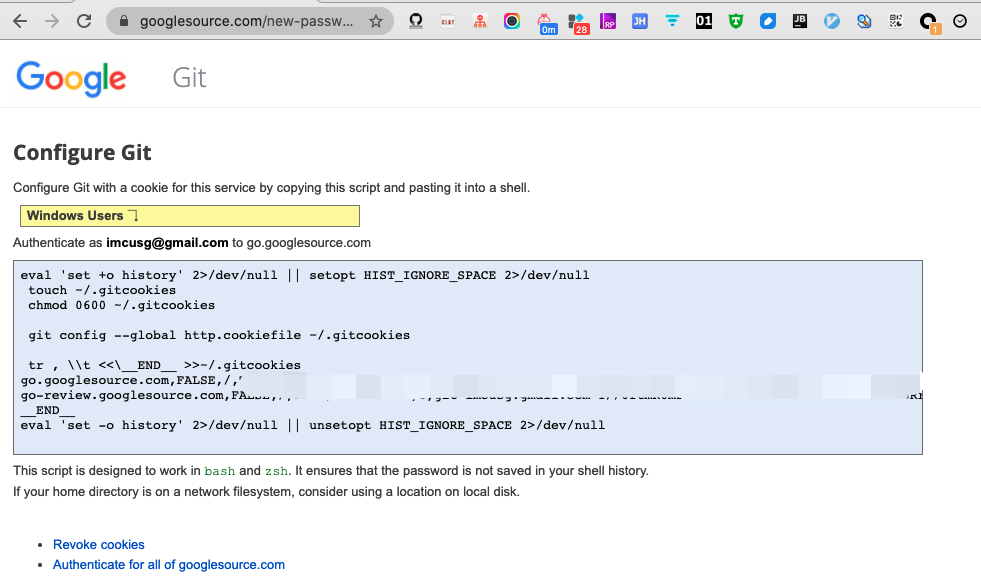 googlesource.com/new-passw...
CLUT
0m
28
RP
JH
01
T
JB
1
Google Git
Configure Git
Configure Git with a cookie for this service by copying this script and pasting it into a shell.
Windows Users
Authenticate as imcusg@gmail.com to go.googlesource.com
eval 'set +o history' 2>/dev/null || setopt HIST_IGNORE_SPACE 2>/dev/null
touch ~/.gitcookies
chmod 0600 ~/.gitcookies
git config --global http.cookiefile ~/.gitcookies
tr , \\t <<\__END__ >>~/.gitcookies
go.googlesource.com,FALSE,/,
go-review.googlesource.com,FALSE,/,
__END__
eval 'set -o history' 2>/dev/null || unsetopt HIST_IGNORE_SPACE 2>/dev/null
This script is designed to work in bash and zsh. It ensures that the password is not saved in your shell history.
If your home directory is on a network filesystem, consider using a location on local disk.
• Revoke cookies
• Authenticate for all of googlesource.com